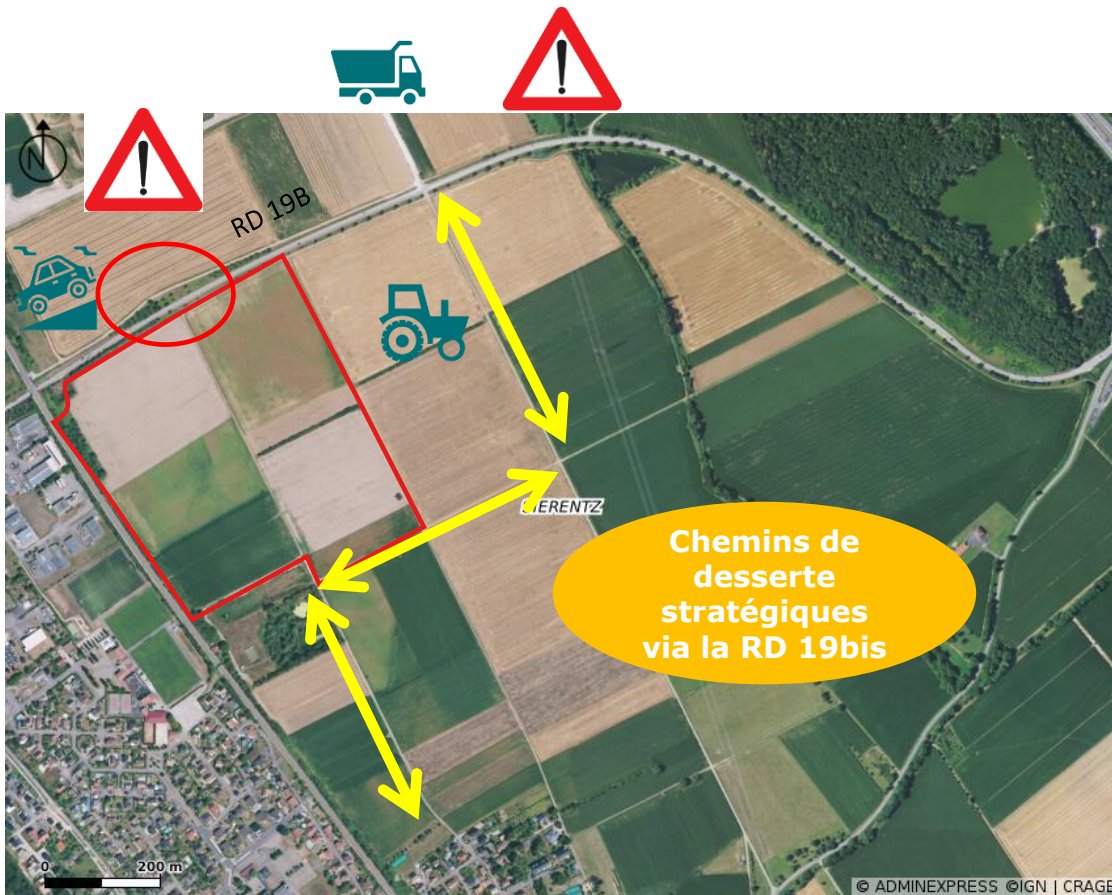 N
RD 19B
SIERENTZ
Chemins de
desserte
stratégiques
via la RD 19bis
0 200 m
© ADMINEXPRESS ©IGN | CRAGE